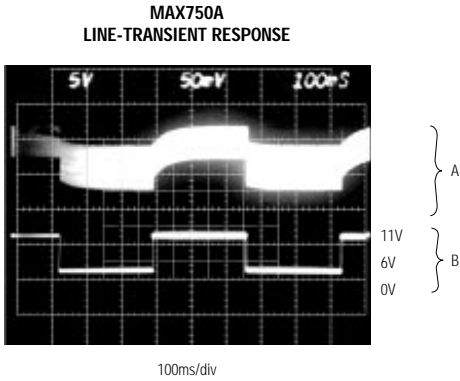 MAX750A
LINE-TRANSIENT RESPONSE
5V 50mV 100mS
A
11V
6V
0V
B
100ms/div